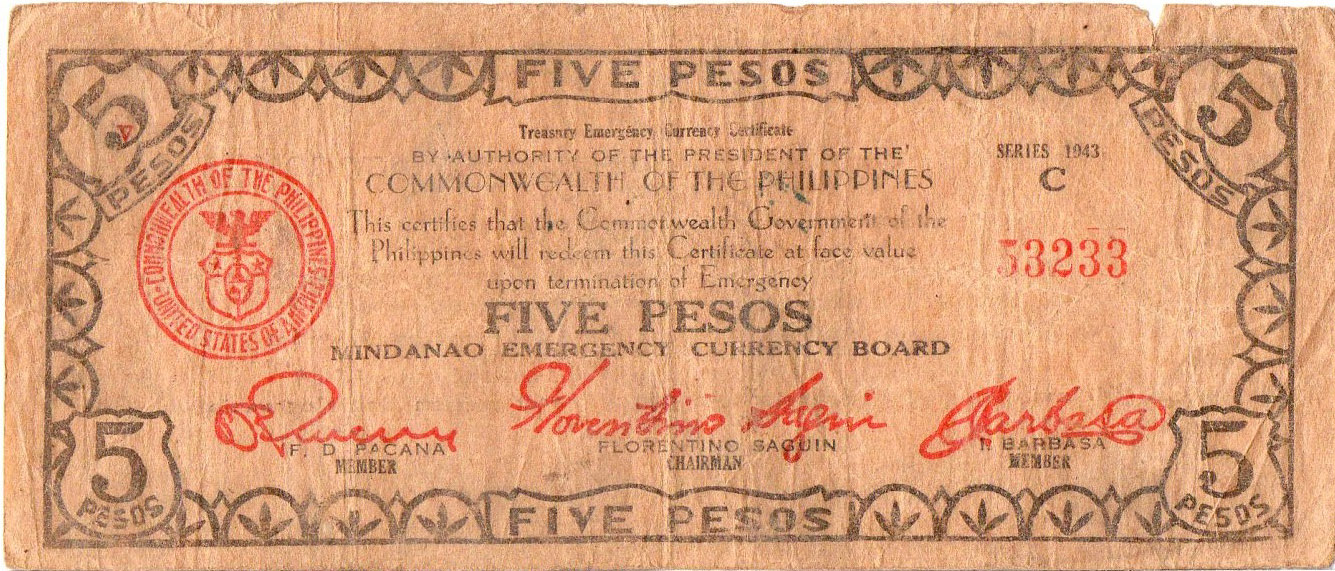 FIVE PESOS
5
PESOS
5
PESOS
Treasury Emergency Currency Certificate
BY AUTHORITY OF THE PRESIDENT OF THE
COMMONWEALTH OF THE PHILIPPINES
SERIES 1943
C
This certifies that the Commonwealth Government of the
Philippines will redeem this Certificate at face value
upon termination of Emergency
53233
COMMONWEALTH OF THE PHILIPPINES
UNITED STATES OF AMERICA
FIVE PESOS
MINDANAO EMERGENCY CURRENCY BOARD
Florentino Saguin
Barbasa
F. D. PACANA
MEMBER
FLORENTINO SAGUIN
CHAIRMAN
BARBASA
MEMBER
5
PESOS
FIVE PESOS
5
PESOS